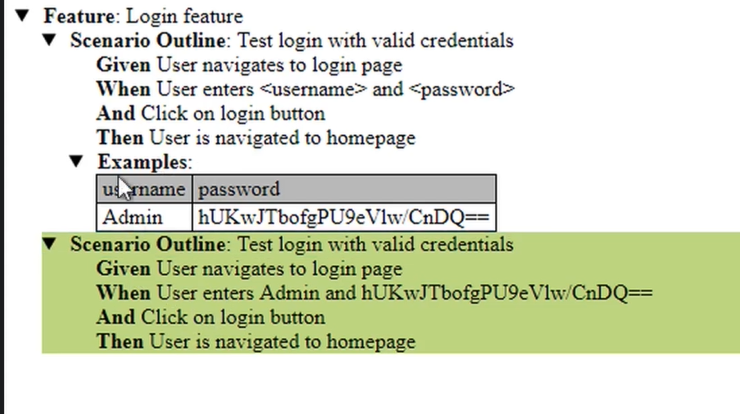 Feature: Login feature
Scenario Outline: Test login with valid credentials
Given User navigates to login page
When User enters <username> and <password>
And Click on login button
Then User is navigated to homepage
Examples:
username password
Admin hUKwJTbofgPU9eVlw/CnDQ==
Scenario Outline: Test login with valid credentials
Given User navigates to login page
When User enters Admin and hUKwJTbofgPU9eVlw/CnDQ==
And Click on login button
Then User is navigated to homepage